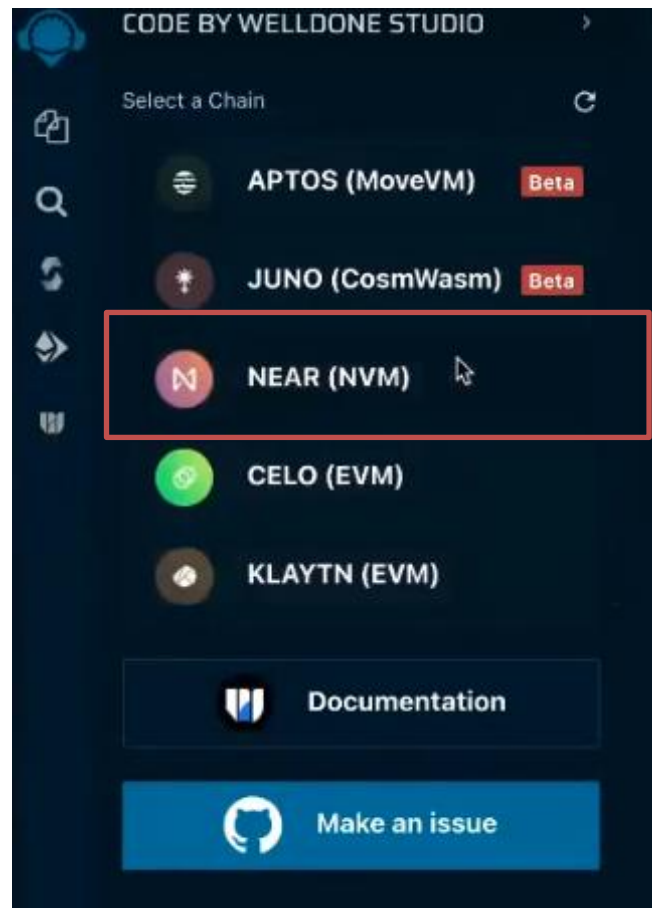 CODE BY WELLDONE STUDIO
Select a Chain
APTOS (MoveVM) Beta
JUNO (CosmWasm) Beta
NEAR (NVM)
CELO (EVM)
KLAYTN (EVM)
Documentation
Make an issue